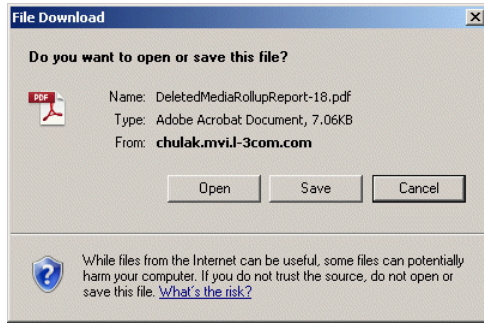 File Download
Do you want to open or save this file?
PDF
Name: DeletedMediaRollupReport-18.pdf
Type: Adobe Acrobat Document, 7.06KB
From: chulak.mvi.l-3com.com
Open Save Cancel
While files from the Internet can be useful, some files can potentially
harm your computer. If you do not trust the source, do not open or
save this file. What's the risk?